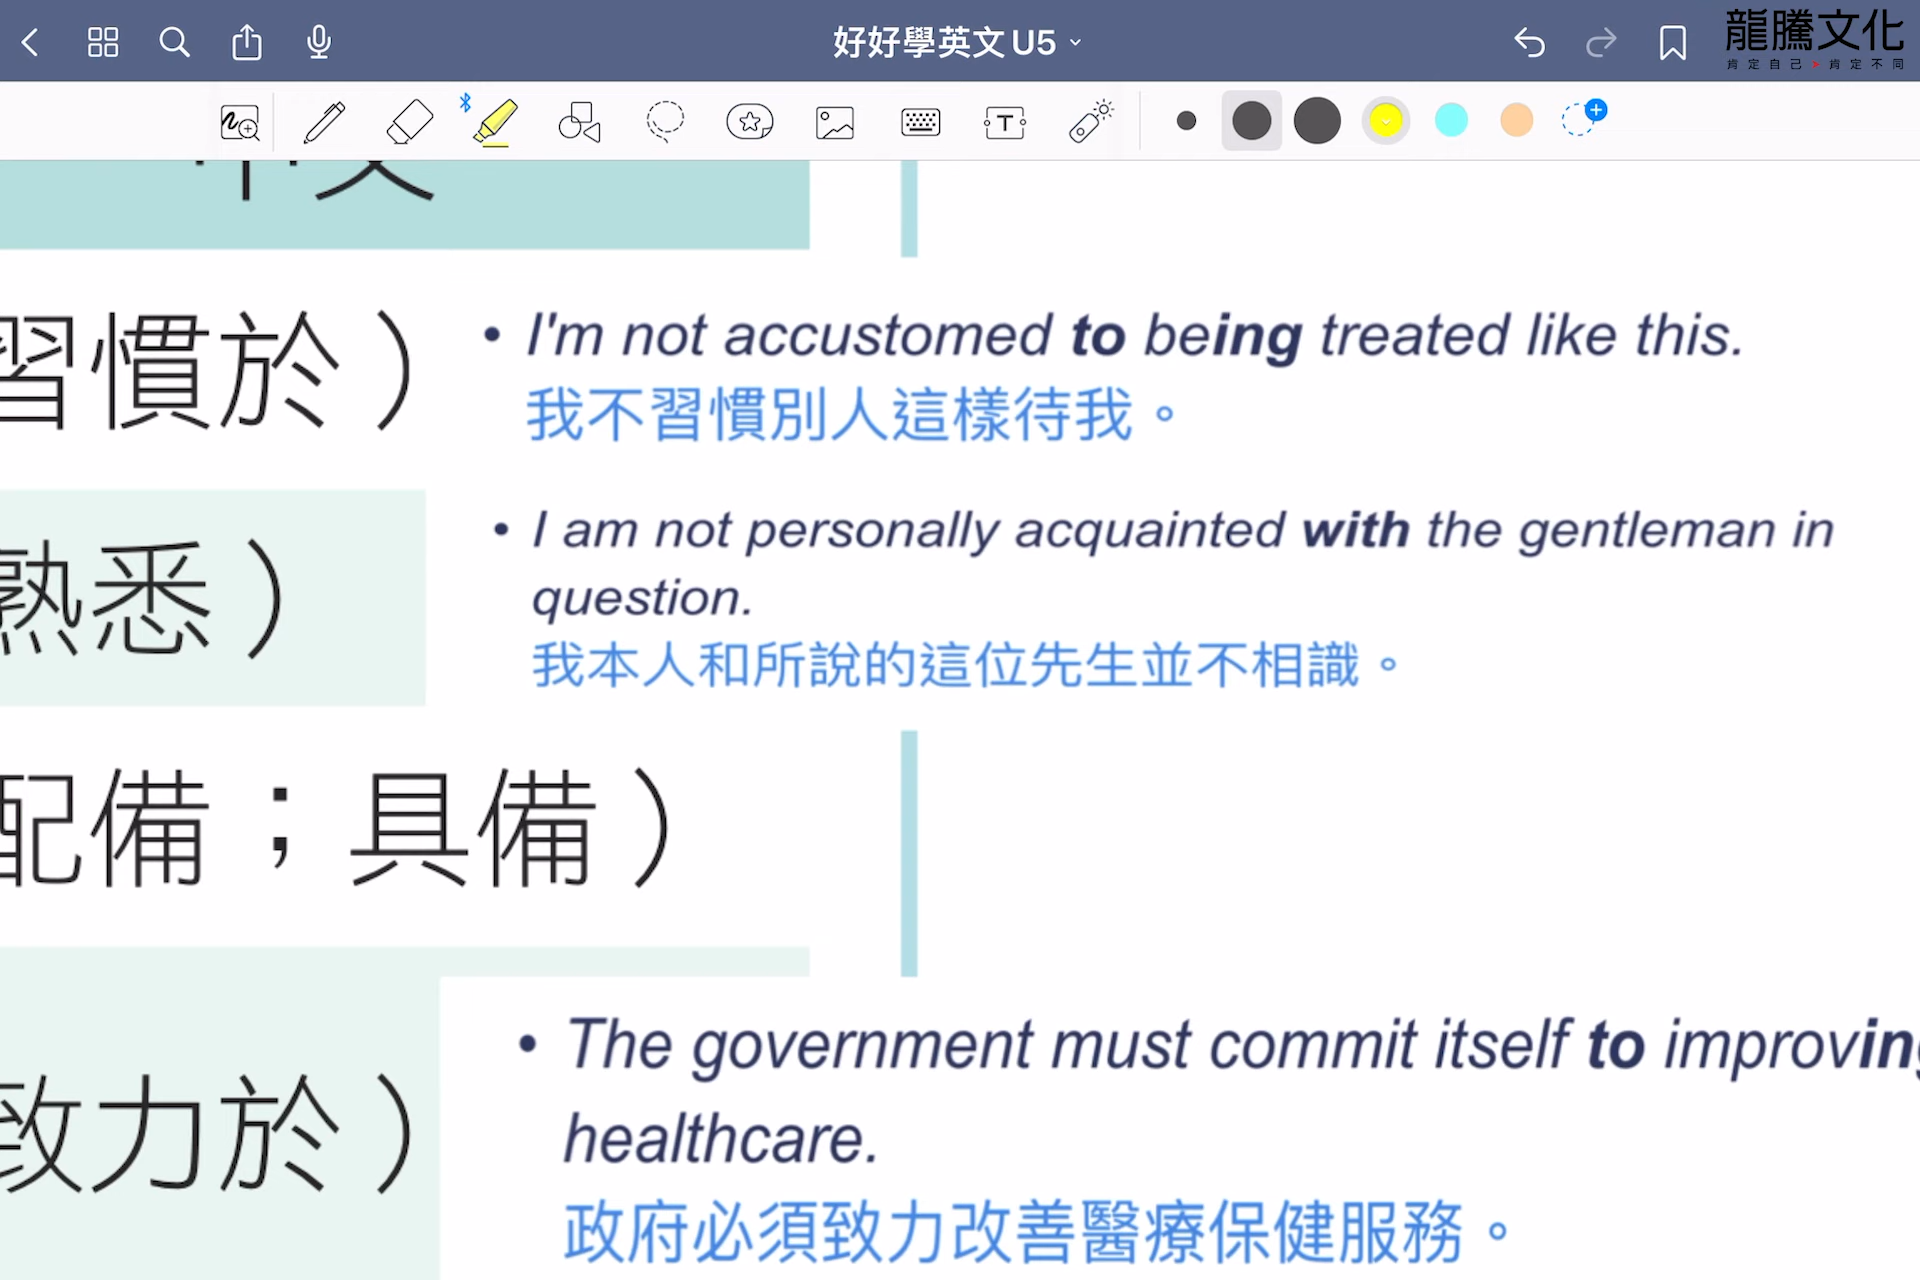 好好學英文 U5
龍騰文化
肯定自己 ➤ 肯定不同
中文
習慣於）
• I'm not accustomed to being treated like this.
我不習慣別人這樣待我。
熟悉）
• I am not personally acquainted with the gentleman in
question.
我本人和所說的這位先生並不相識。
配備；具備）
致力於）
• The government must commit itself to improving
healthcare.
政府必須致力改善醫療保健服務。